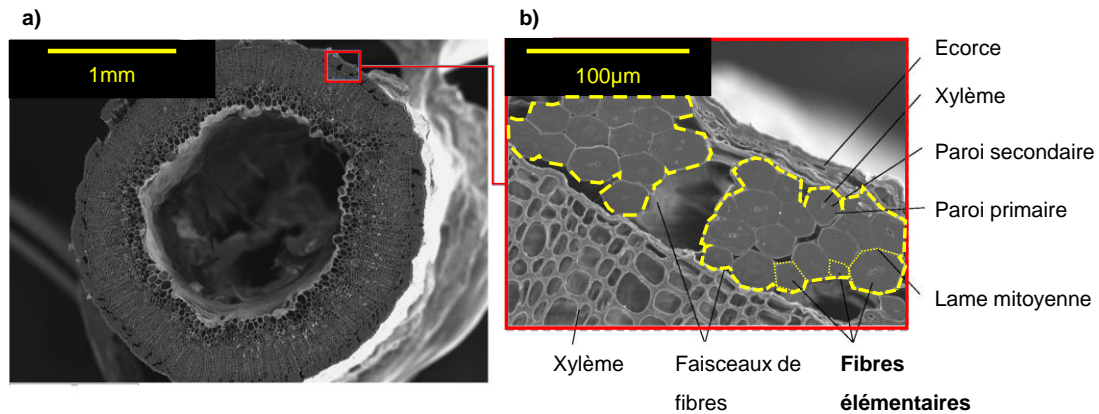 a)
1mm
b)
100µm
Ecorce
Xylème
Paroi secondaire
Paroi primaire
Lame mitoyenne
Xylème
Faisceaux de
fibres
Fibres
élémentaires